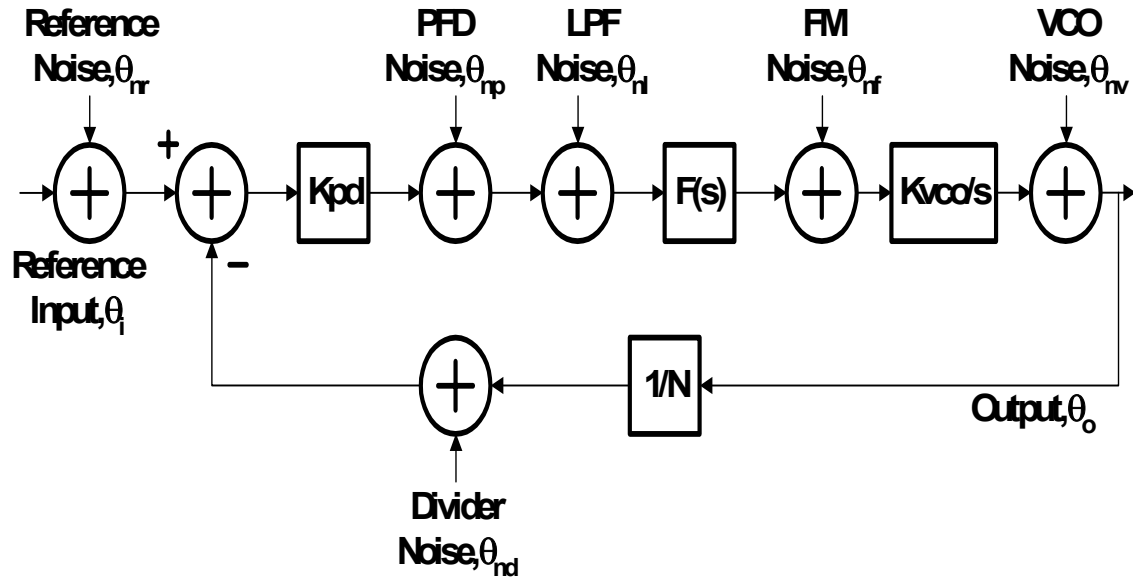 Reference
Noise,θnr
PFD
Noise,θnp
LPF
Noise,θnl
FM
Noise,θnf
VCO
Noise,θnv
+
+
+
Kpd
+
+
F(s)
+
Kvco/s
+
−
Reference
Input,θi
+
1/N
Output,θo
Divider
Noise,θnd